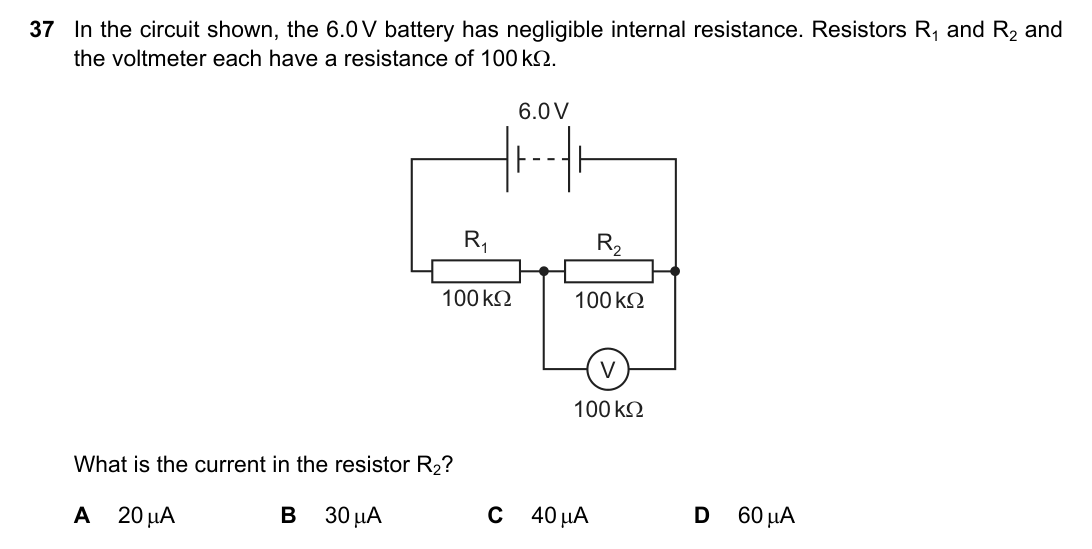 37 In the circuit shown, the 6.0 V battery has negligible internal resistance. Resistors R₁ and R₂ and
the voltmeter each have a resistance of 100 kΩ.
6.0 V
R₁ R₂
100 kΩ 100 kΩ
V
100 kΩ
What is the current in the resistor R₂?
A 20 μA B 30 μA C 40 μA D 60 μA